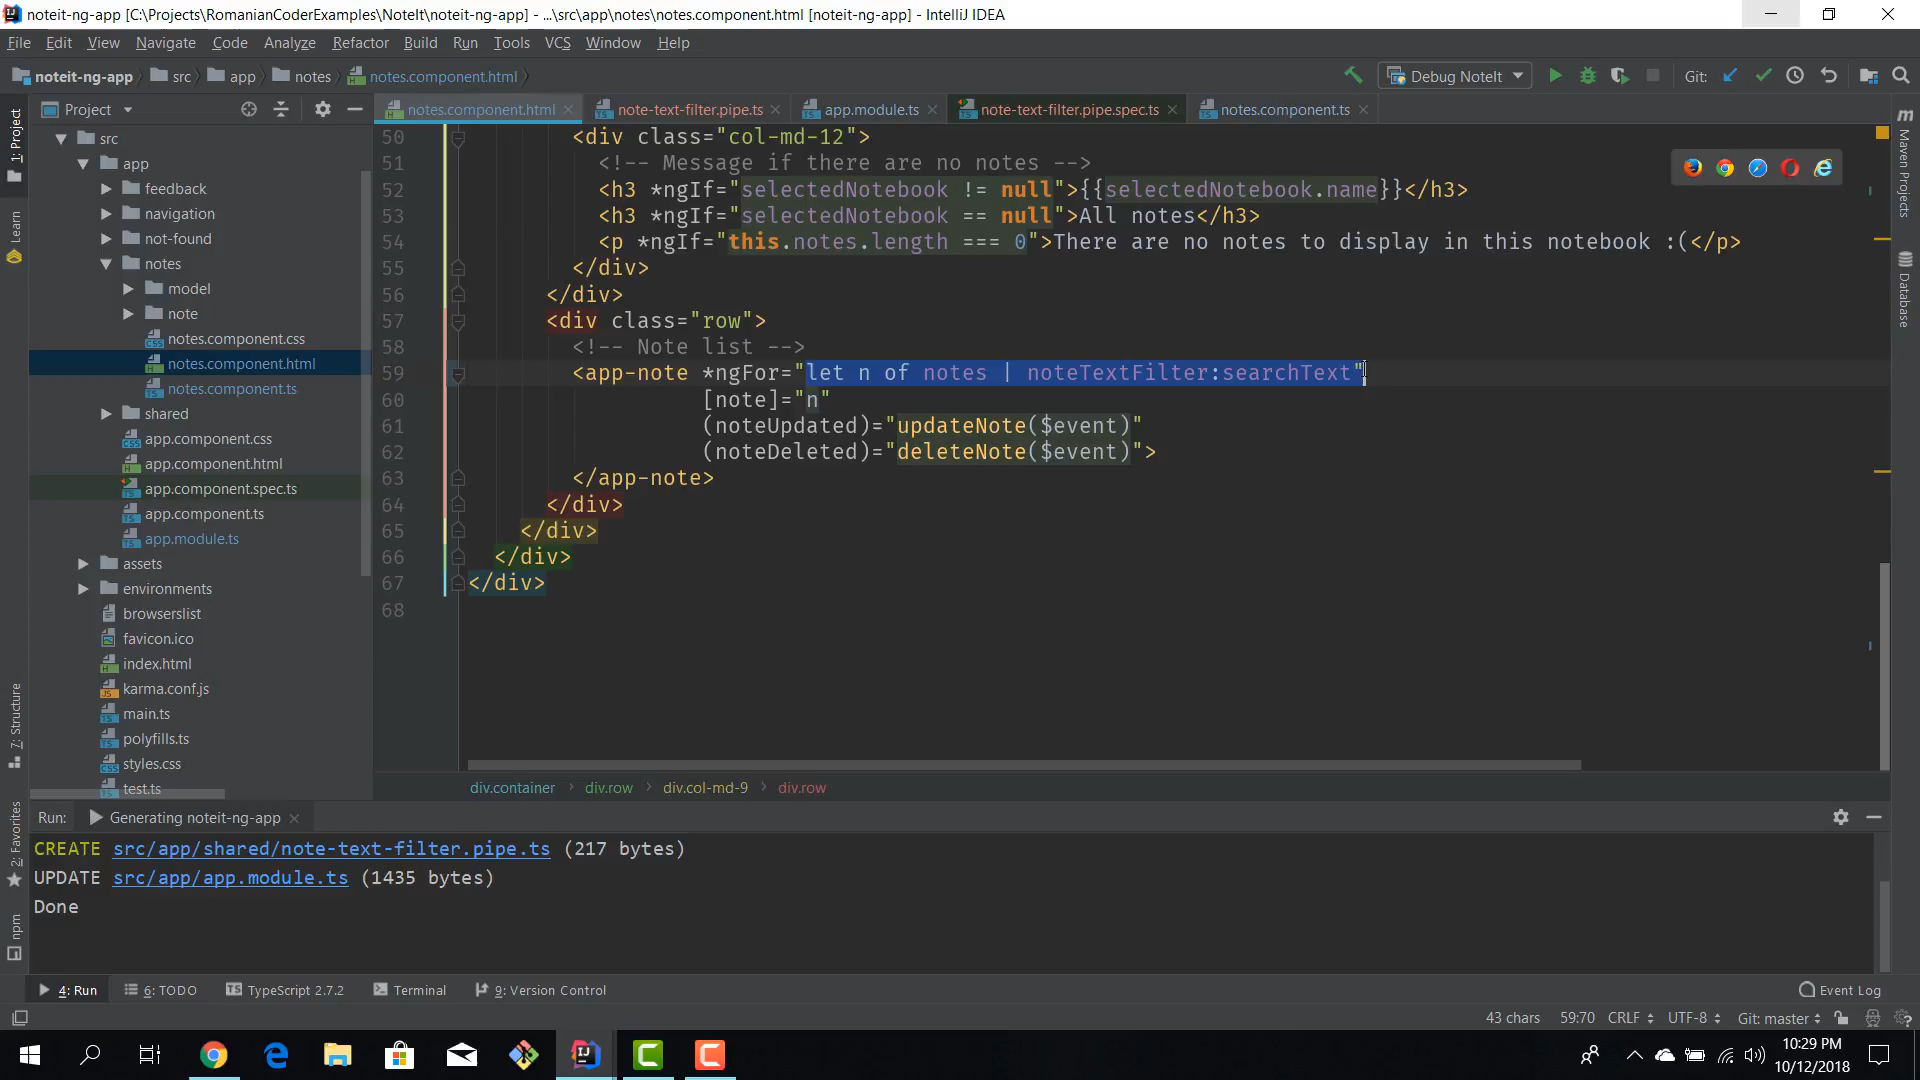 noteit-ng-app [C:\Projects\RomanianCoderExamples\NoteIt\noteit-ng-app] - ...\src\app\notes\notes.component.html [noteit-ng-app] - IntelliJ IDEA
File Edit View Navigate Code Analyze Refactor Build Run Tools VCS Window Help
noteit-ng-app src app notes notes.component.html
Debug NoteIt
Git:
Project
notes.component.html note-text-filter.pipe.ts app.module.ts note-text-filter.pipe.spec.ts notes.component.ts
1: Project
Learn
7: Structure
2: Favorites
npm
src
app
feedback
navigation
not-found
notes
model
note
notes.component.css
notes.component.html
notes.component.ts
shared
app.component.css
app.component.html
app.component.spec.ts
app.component.ts
app.module.ts
assets
environments
browserslist
favicon.ico
index.html
karma.conf.js
main.ts
polyfills.ts
styles.css
test.ts
50 <div class="col-md-12">
51 <!-- Message if there are no notes -->
52 <h3 *ngIf="selectedNotebook != null">{{selectedNotebook.name}}</h3>
53 <h3 *ngIf="selectedNotebook == null">All notes</h3>
54 <p *ngIf="this.notes.length === 0">There are no notes to display in this notebook :(</p>
55 </div>
56 </div>
57 <div class="row">
58 <!-- Note list -->
59 <app-note *ngFor="let n of notes | noteTextFilter:searchText"
60 [note]="n"
61 (noteUpdated)="updateNote($event)"
62 (noteDeleted)="deleteNote($event)">
63 </app-note>
64 </div>
65 </div>
66 </div>
67 </div>
68
Maven Projects
Database
div.container div.row div.col-md-9 div.row
Run: Generating noteit-ng-app
CREATE src/app/shared/note-text-filter.pipe.ts (217 bytes)
UPDATE src/app/app.module.ts (1435 bytes)
Done
4: Run 6: TODO TypeScript 2.7.2 Terminal 9: Version Control Event Log
43 chars 59:70 CRLF UTF-8 Git: master
10:29 PM
10/12/2018